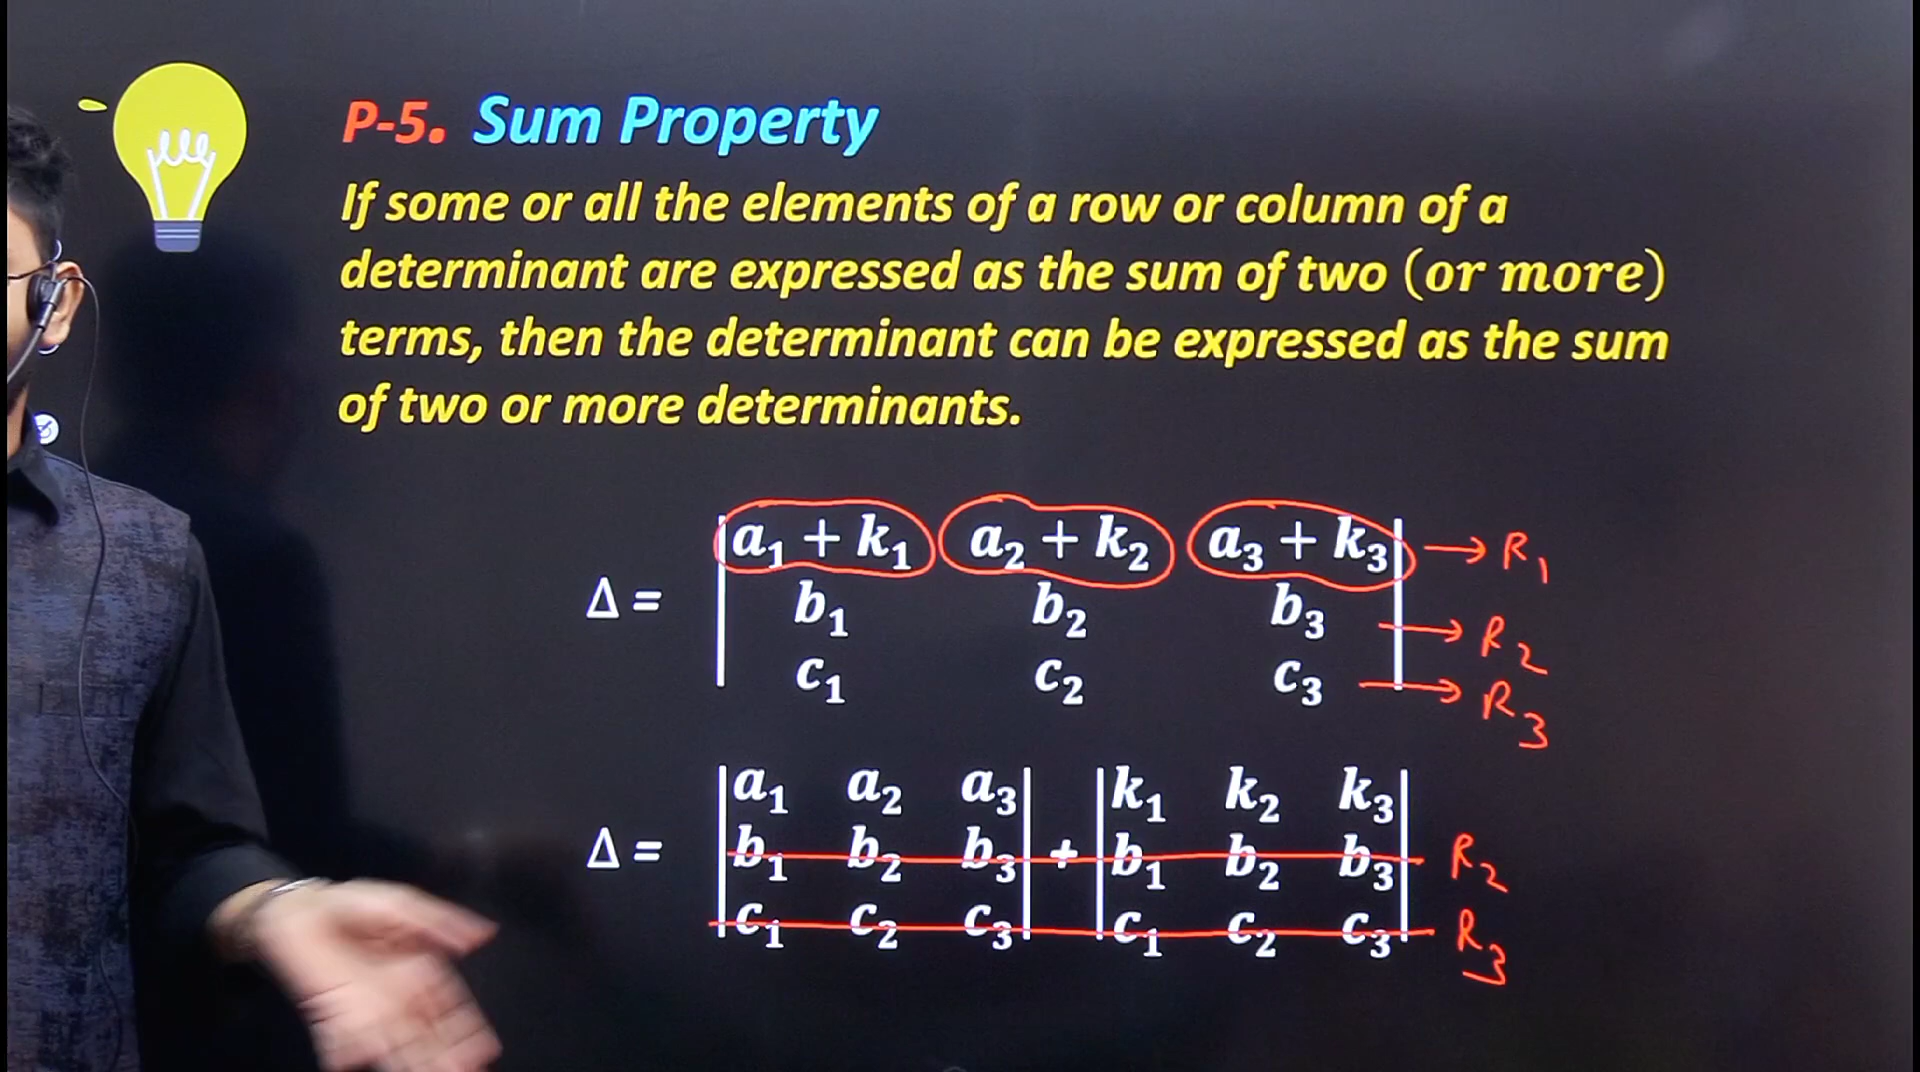 P-5. Sum Property
If some or all the elements of a row or column of a
determinant are expressed as the sum of two (or more)
terms, then the determinant can be expressed as the sum
of two or more determinants.
a₁ + k₁ a₂ + k₂ a₃ + k₃ → R₁
Δ = b₁ b₂ b₃ → R₂
c₁ c₂ c₃ → R₃
a₁ a₂ a₃ k₁ k₂ k₃
Δ = b₁ b₂ b₃ + b₁ b₂ b₃ R₂
c₁ c₂ c₃ c₁ c₂ c₃ R₃